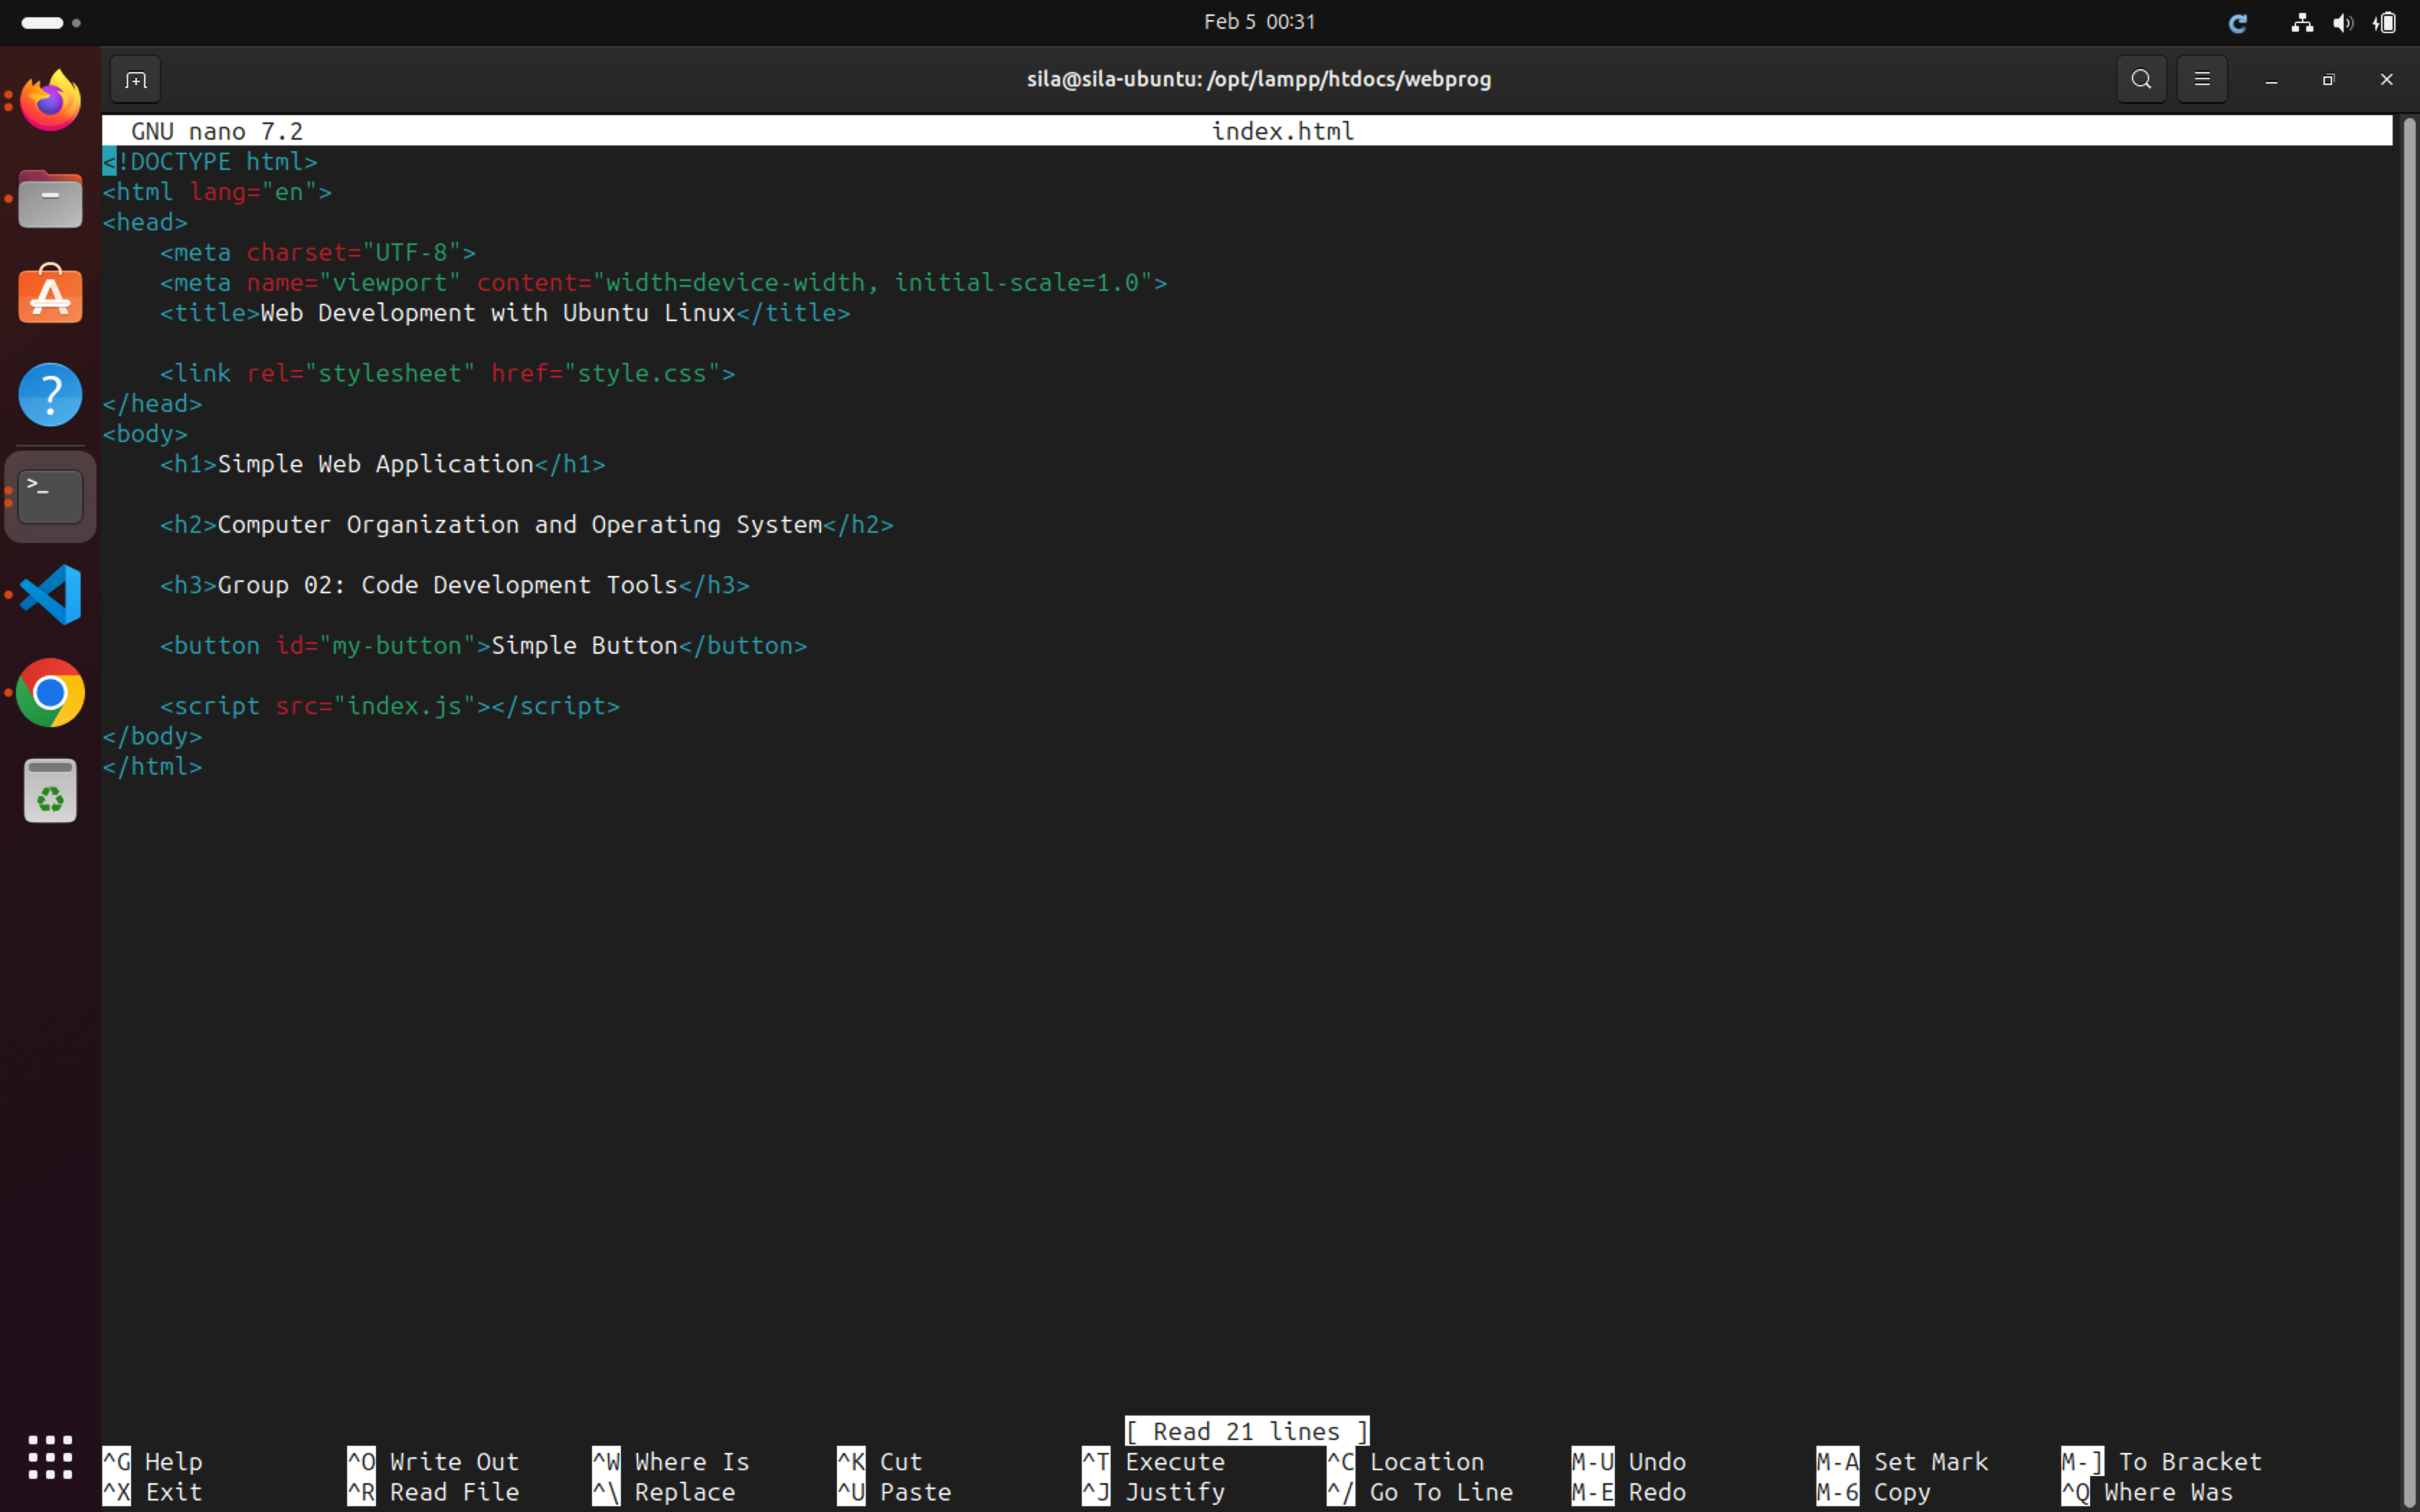 Feb 5 00:31
sila@sila-ubuntu: /opt/lampp/htdocs/webprog
GNU nano 7.2 index.html
<!DOCTYPE html>
<html lang="en">
<head>
    <meta charset="UTF-8">
    <meta name="viewport" content="width=device-width, initial-scale=1.0">
    <title>Web Development with Ubuntu Linux</title>

    <link rel="stylesheet" href="style.css">
</head>
<body>
    <h1>Simple Web Application</h1>

    <h2>Computer Organization and Operating System</h2>

    <h3>Group 02: Code Development Tools</h3>

    <button id="my-button">Simple Button</button>

    <script src="index.js"></script>
</body>
</html>
[ Read 21 lines ]
^G Help ^O Write Out ^W Where Is ^K Cut ^T Execute ^C Location M-U Undo M-A Set Mark M-] To Bracket
^X Exit ^R Read File ^\ Replace ^U Paste ^J Justify ^/ Go To Line M-E Redo M-6 Copy ^Q Where Was